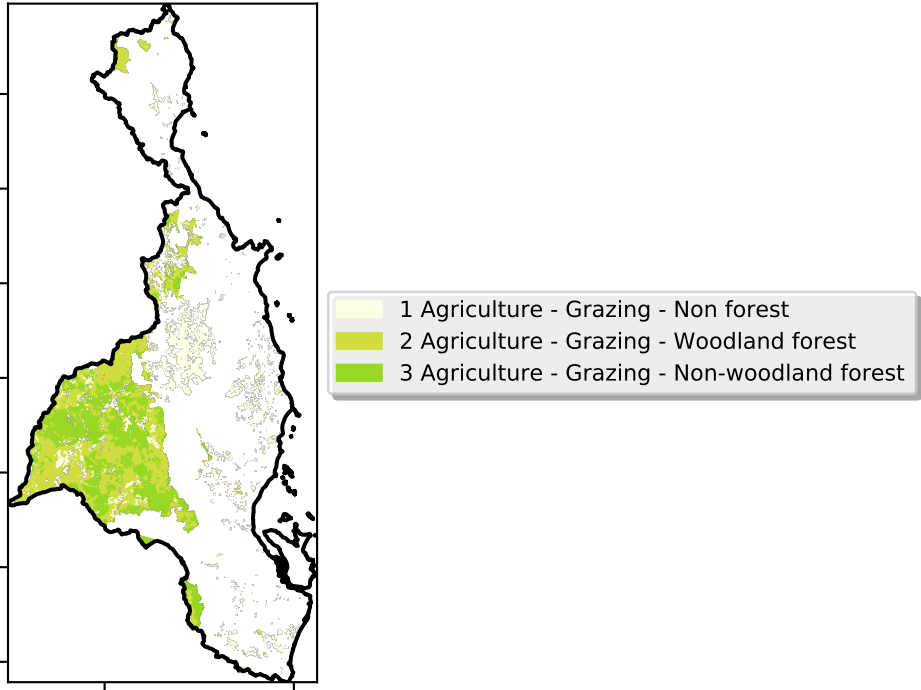 1 Agriculture - Grazing - Non forest
2 Agriculture - Grazing - Woodland forest
3 Agriculture - Grazing - Non-woodland forest